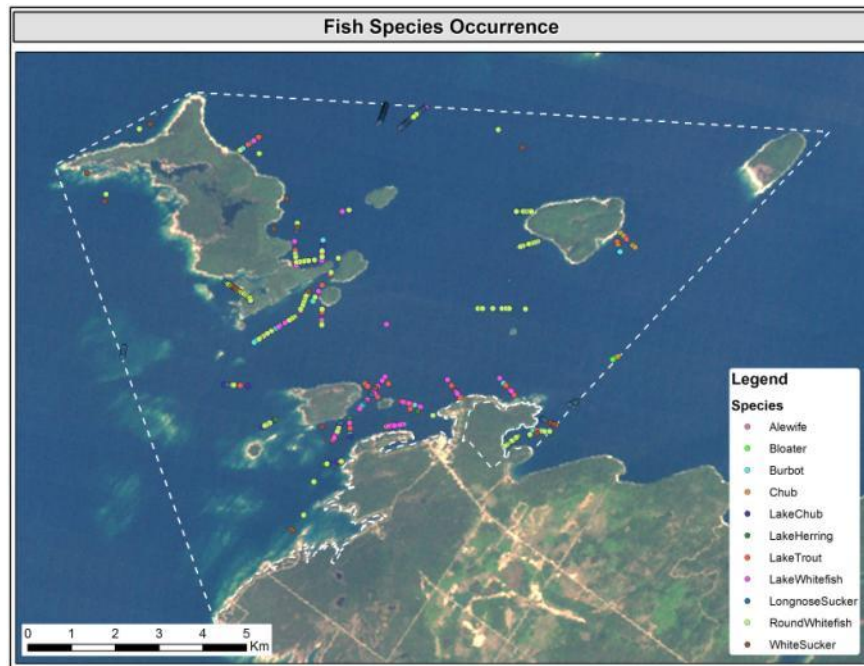 Fish Species Occurrence
Legend
Species
Alewife
Bloater
Burbot
Chub
LakeChub
LakeHerring
LakeTrout
LakeWhitefish
LongnoseSucker
RoundWhitefish
WhiteSucker
0 1 2 3 4 5
Km